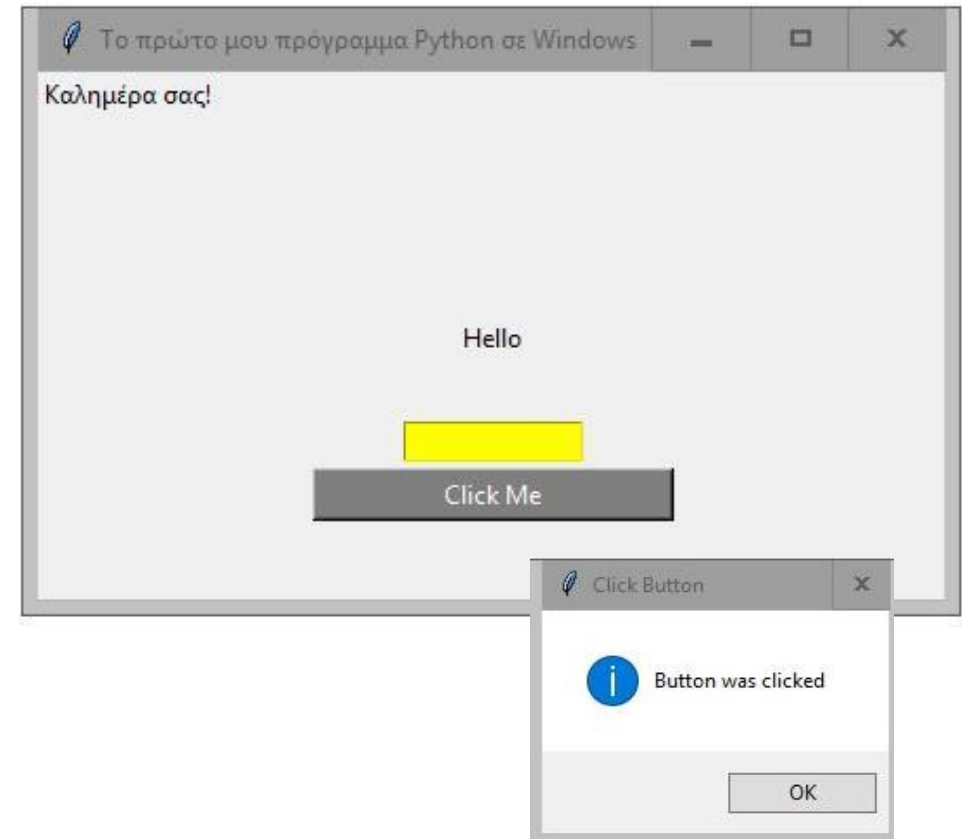 Το πρώτο μου πρόγραμμα Python σε Windows
Καλημέρα σας!
Hello
Click Me
Click Button
Button was clicked
OK